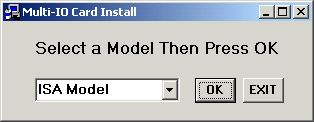 Multi-IO Card Install
Select a Model Then Press OK
ISA Model OK EXIT